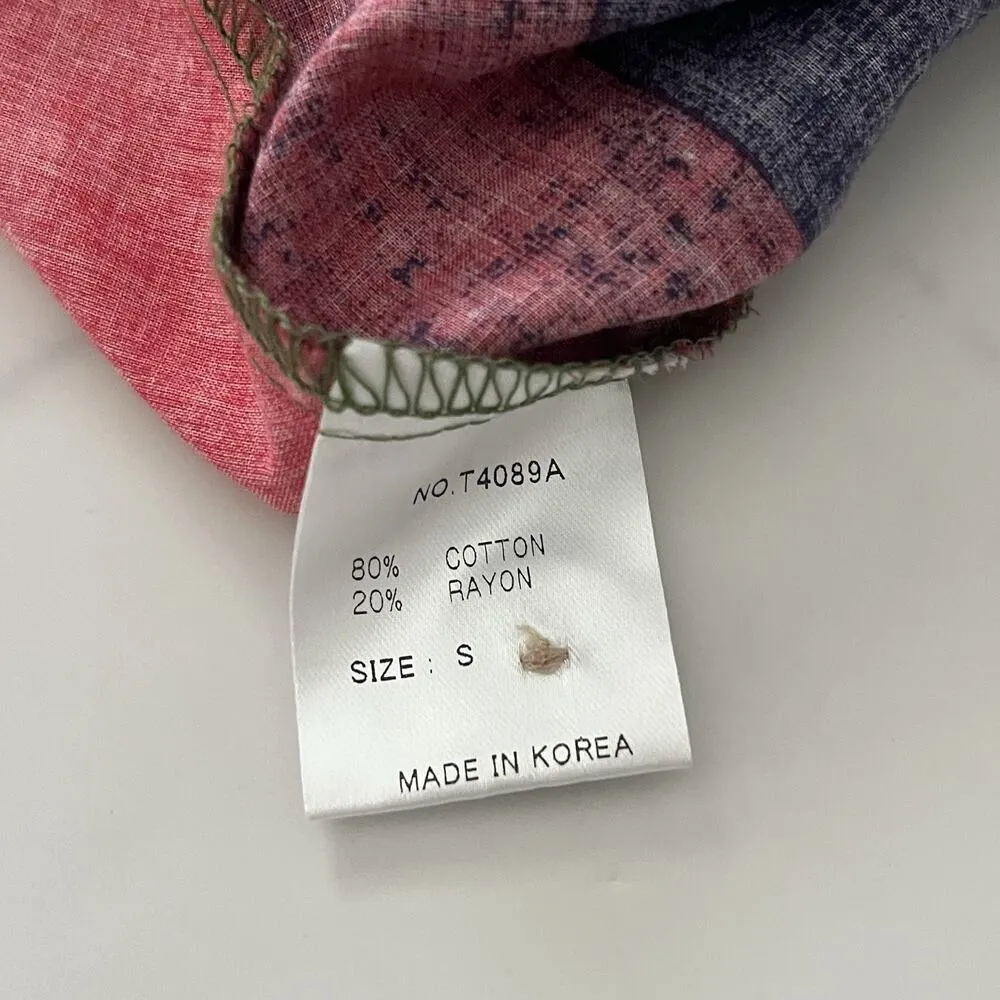 NO.T4089A
80% COTTON
20% RAYON
SIZE : S
MADE IN KOREA